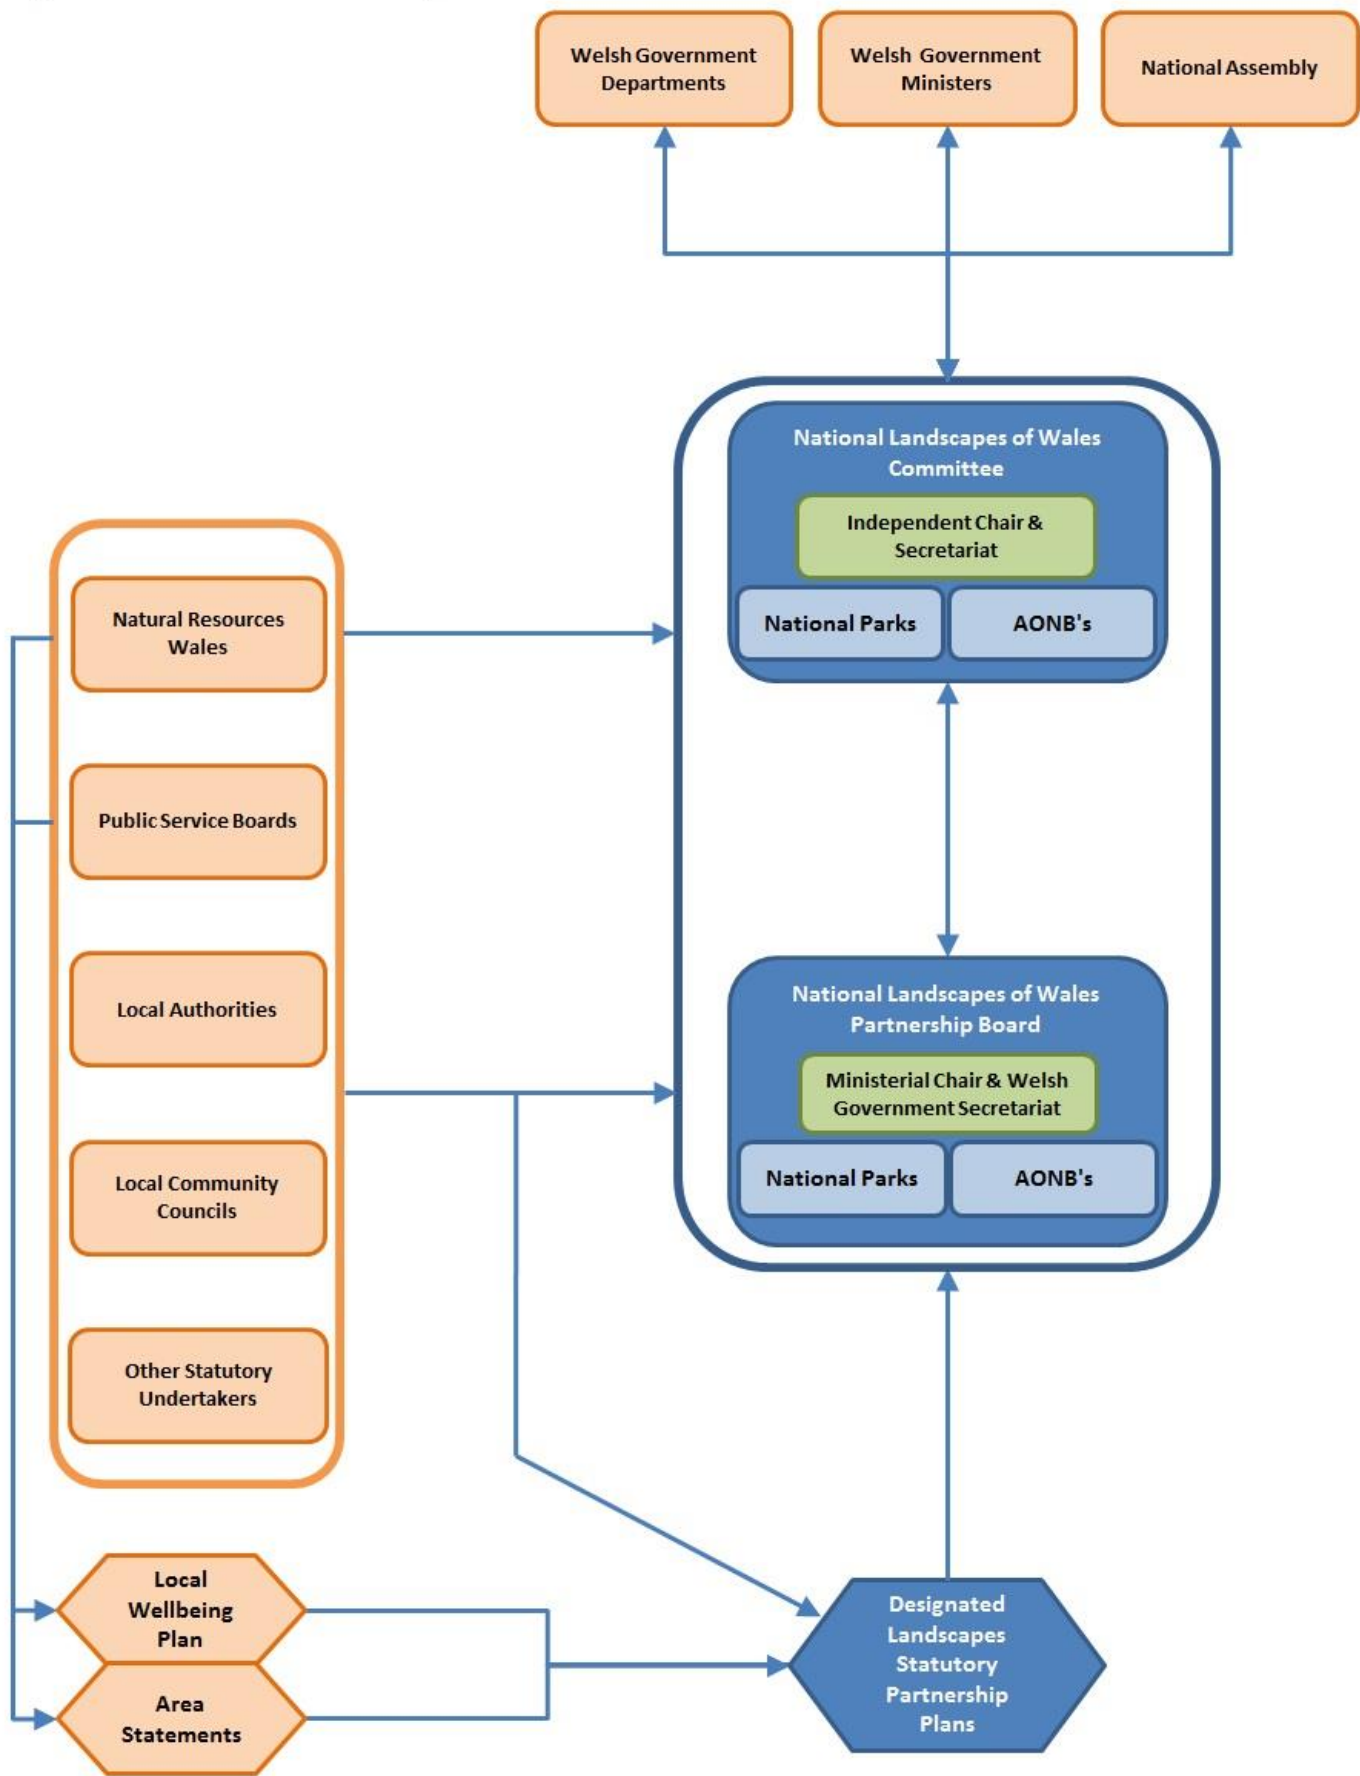 Welsh Government
Departments
Welsh Government
Ministers
National Assembly
National Landscapes of Wales
Committee
Independent Chair &
Secretariat
National Parks
AONB's
Natural Resources
Wales
Public Service Boards
Local Authorities
Local Community
Councils
Other Statutory
Undertakers
National Landscapes of Wales
Partnership Board
Ministerial Chair & Welsh
Government Secretariat
National Parks
AONB's
Local
Wellbeing
Plan
Area
Statements
Designated
Landscapes
Statutory
Partnership
Plans